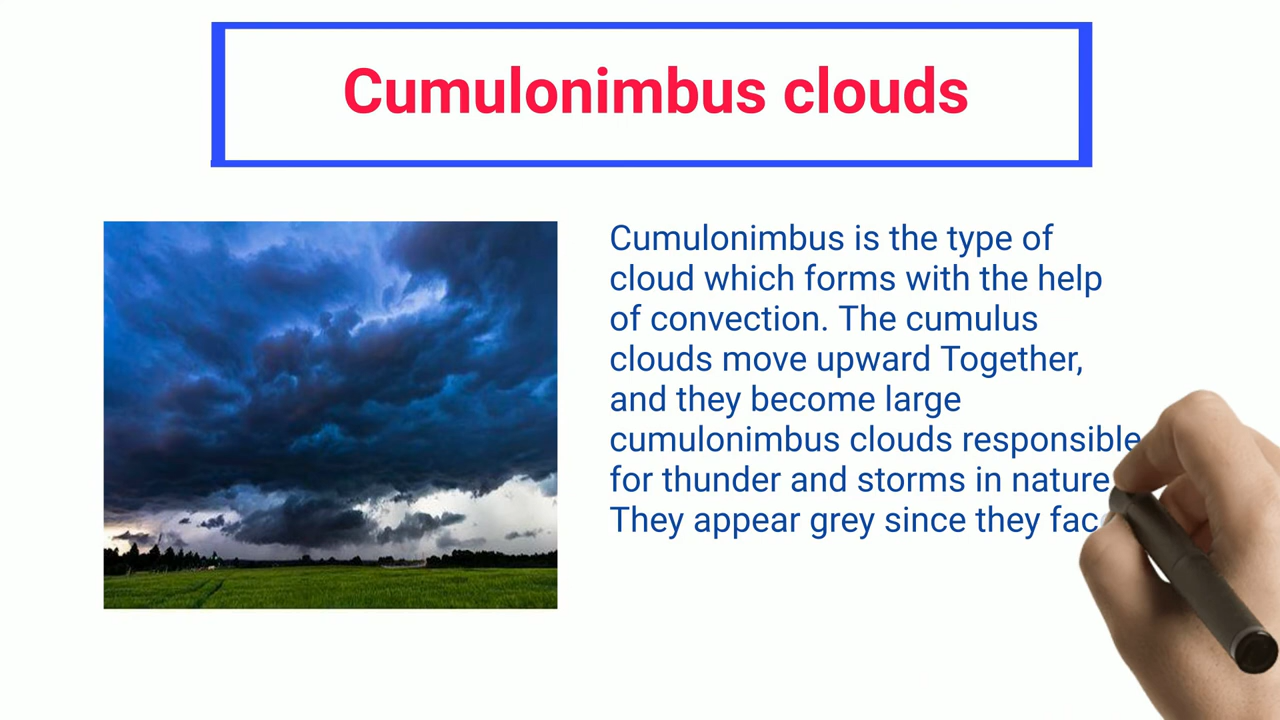 Cumulonimbus clouds
Cumulonimbus is the type of
cloud which forms with the help
of convection. The cumulus
clouds move upward Together,
and they become large
cumulonimbus clouds responsible
for thunder and storms in nature
They appear grey since they